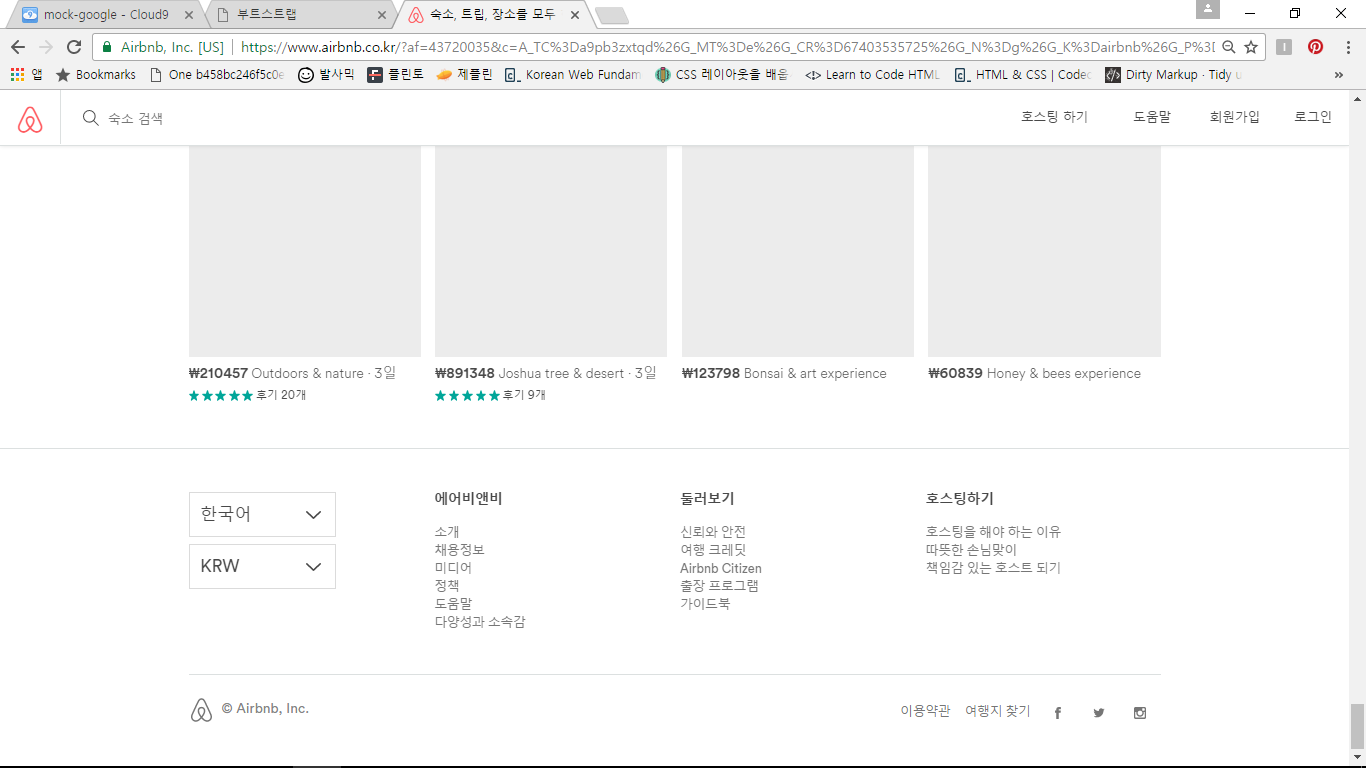 mock-google - Cloud9
부트스트랩
숙소, 트립, 장소를 모두
Airbnb, Inc. [US] https://www.airbnb.co.kr/?af=43720035&c=A_TC%3Da9pb3zxtqd%26G_MT%3De%26G_CR%3D67403535725%26G_N%3Dg%26G_K%3Dairbnb%26G_P%3D
앱 Bookmarks One b458bc246f5c0e 발사믹 플린토 제플린 Korean Web Fundam CSS 레이아웃을 배움 Learn to Code HTML HTML & CSS | Codec Dirty Markup · Tidy u
숙소 검색 호스팅 하기 도움말 회원가입 로그인
₩210457 Outdoors & nature · 3일
후기 20개
₩891348 Joshua tree & desert · 3일
후기 9개
₩123798 Bonsai & art experience
₩60839 Honey & bees experience
한국어
KRW
에어비앤비
소개
채용정보
미디어
정책
도움말
다양성과 소속감
둘러보기
신뢰와 안전
여행 크레딧
Airbnb Citizen
출장 프로그램
가이드북
호스팅하기
호스팅을 해야 하는 이유
따뜻한 손님맞이
책임감 있는 호스트 되기
© Airbnb, Inc.
이용약관 여행지 찾기